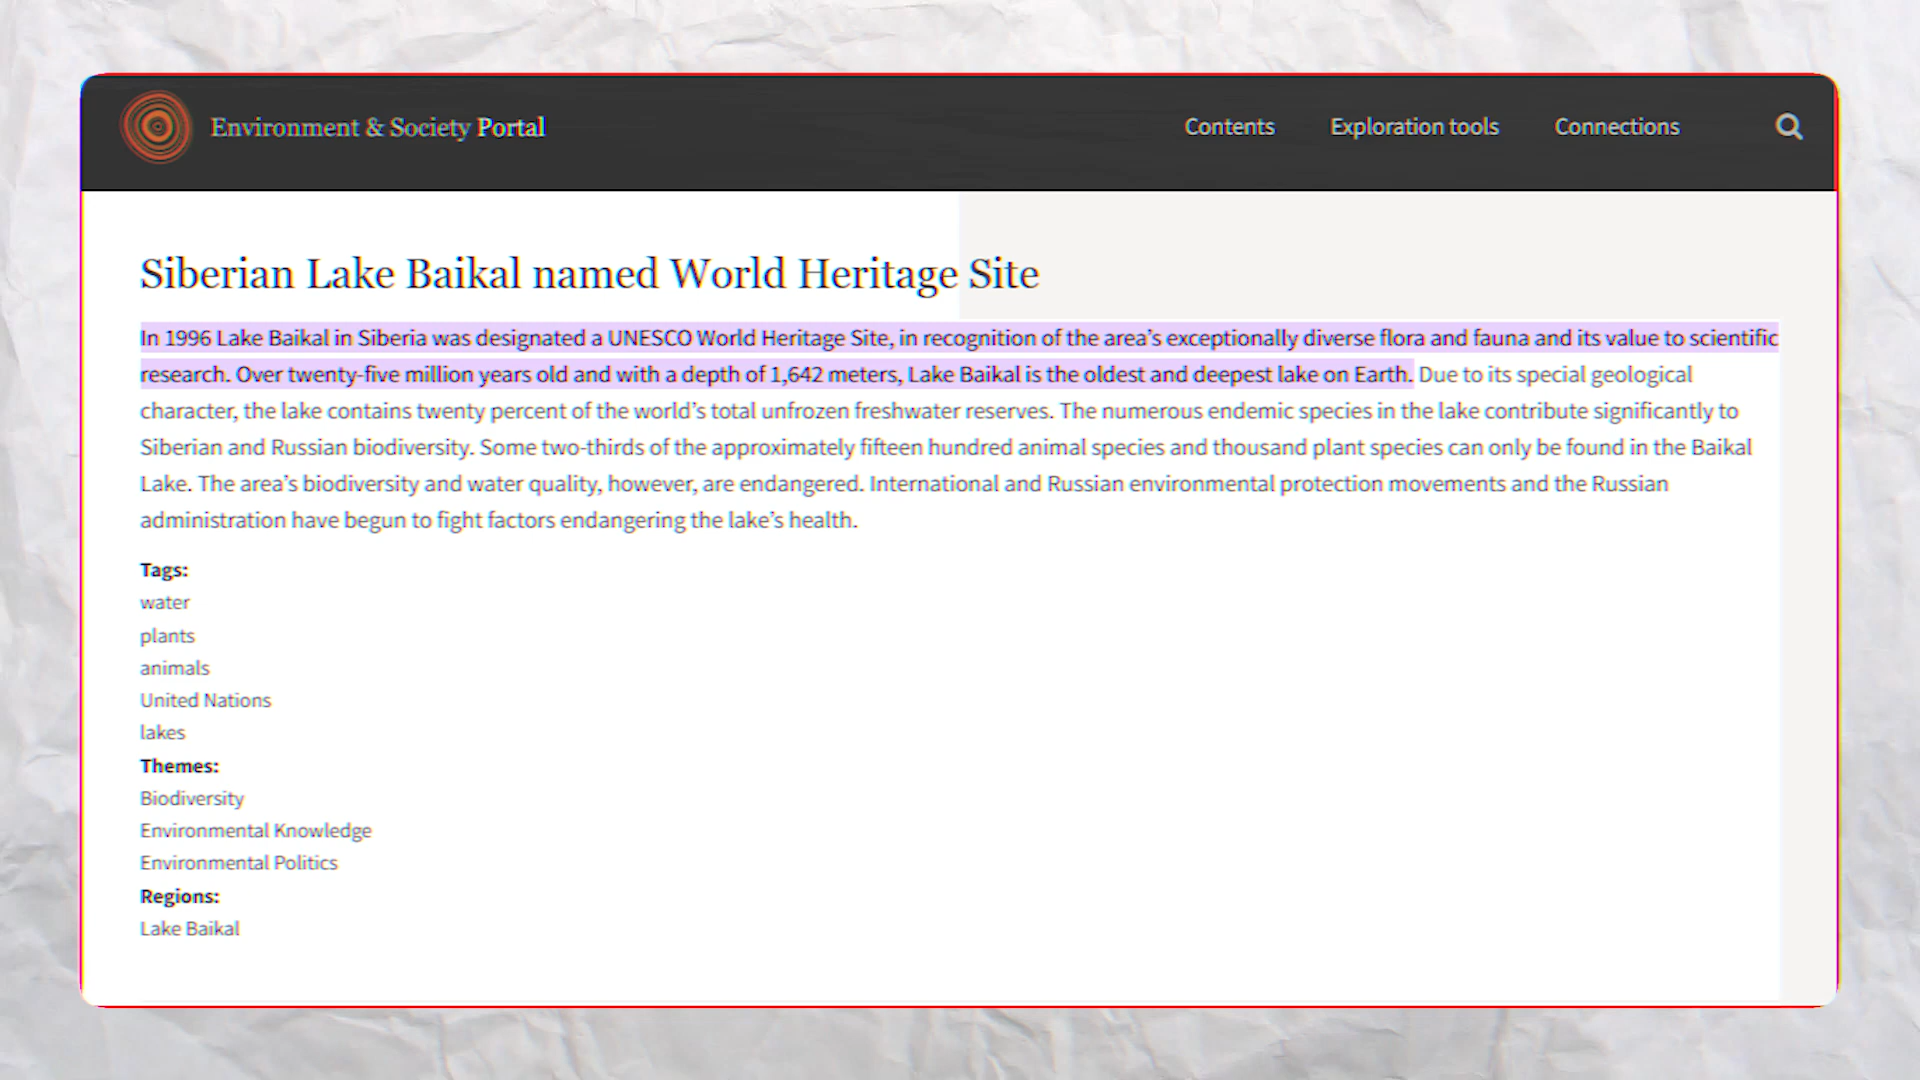 Environment & Society Portal
Contents
Exploration tools
Connections
Siberian Lake Baikal named World Heritage Site
In 1996 Lake Baikal in Siberia was designated a UNESCO World Heritage Site, in recognition of the area’s exceptionally diverse flora and fauna and its value to scientific
research. Over twenty-five million years old and with a depth of 1,642 meters, Lake Baikal is the oldest and deepest lake on Earth. Due to its special geological
character, the lake contains twenty percent of the world’s total unfrozen freshwater reserves. The numerous endemic species in the lake contribute significantly to
Siberian and Russian biodiversity. Some two-thirds of the approximately fifteen hundred animal species and thousand plant species can only be found in the Baikal
Lake. The area’s biodiversity and water quality, however, are endangered. International and Russian environmental protection movements and the Russian
administration have begun to fight factors endangering the lake’s health.
Tags:
water
plants
animals
United Nations
lakes
Themes:
Biodiversity
Environmental Knowledge
Environmental Politics
Regions:
Lake Baikal